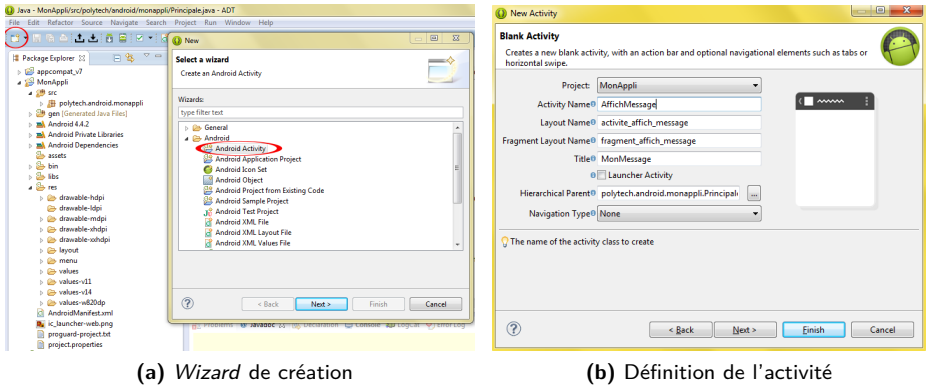 Java - MonAppli/src/polytech/android/monappli/Principale.java - ADT
File Edit Refactor Source Navigate Search Project Run Window Help
Package Explorer
appcompat_v7
MonAppli
src
polytech.android.monappli
gen [Generated Java Files]
Android 4.4.2
Android Private Libraries
Android Dependencies
assets
bin
libs
res
drawable-hdpi
drawable-ldpi
drawable-mdpi
drawable-xhdpi
drawable-xxhdpi
layout
menu
values
values-v11
values-v14
values-w820dp
AndroidManifest.xml
ic_launcher-web.png
proguard-project.txt
project.properties
New
Select a wizard
Create an Android Activity
Wizards:
type filter text
General
Android
Android Activity
Android Application Project
Android Icon Set
Android Object
Android Project from Existing Code
Android Sample Project
Android Test Project
Android XML File
Android XML Layout File
Android XML Values File
< Back Next > Finish Cancel
Problems @ Javadoc Declaration Console LogCat Error Log
(a) Wizard de création
New Activity
Blank Activity
Creates a new blank activity, with an action bar and optional navigational elements such as tabs or
horizontal swipe.
Project: MonAppli
Activity Name AffichMessage
Layout Name activite_affich_message
Fragment Layout Name fragment_affich_message
Title MonMessage
Launcher Activity
Hierarchical Parent polytech.android.monappli.Principal ...
Navigation Type None
The name of the activity class to create
< Back Next > Finish Cancel
(b) Définition de l'activité